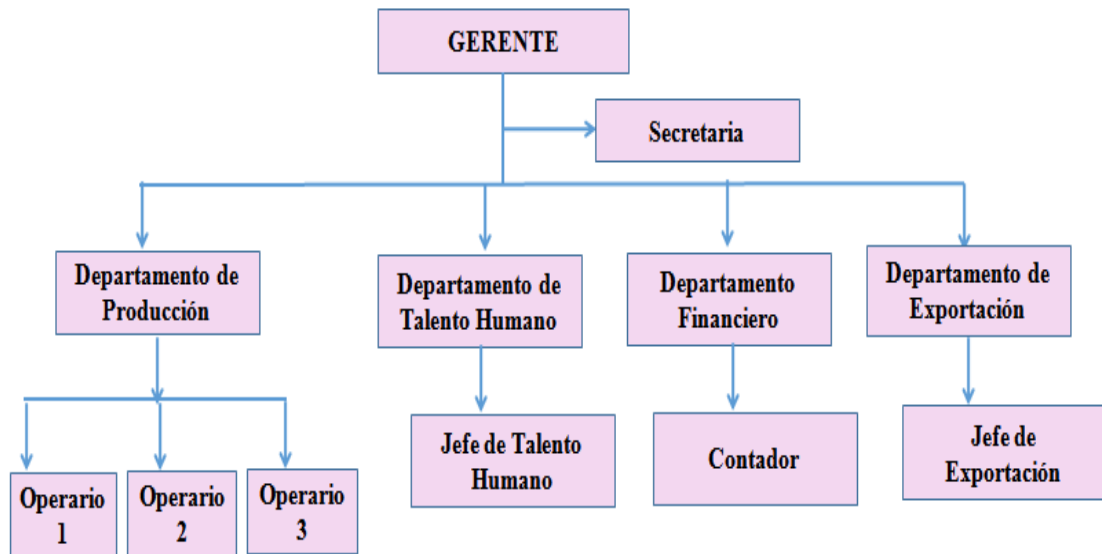 GERENTE
Secretaria
Departamento de
Producción
Departamento de
Talento Humano
Departamento
Financiero
Departamento de
Exportación
Operario
1
Operario
2
Operario
3
Jefe de Talento
Humano
Contador
Jefe de
Exportación